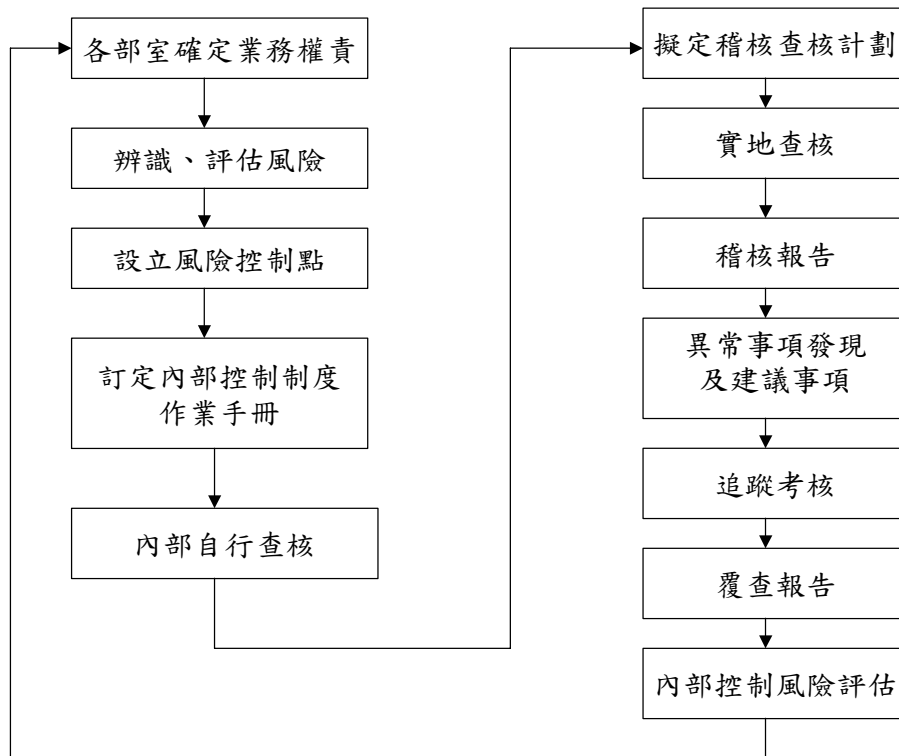 各部室確定業務權責
辨識、評估風險
設立風險控制點
訂定內部控制制度
作業手冊
內部自行查核
擬定稽核查核計劃
實地查核
稽核報告
異常事項發現
及建議事項
追蹤考核
覆查報告
內部控制風險評估